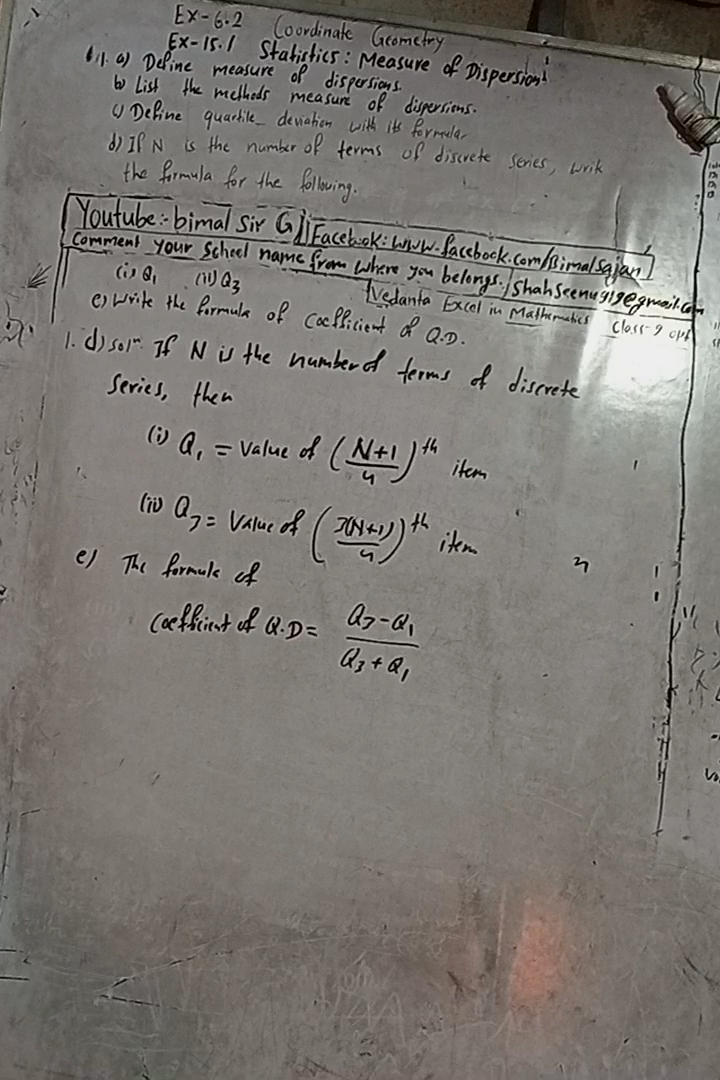 Ex-6.2 Coordinate Geometry
Ex-15.1 Statistics: Measure of Dispersion
1. a) Define measure of dispersions.
b) List the methods measure of dispersions.
c) Define quartile deviation with its formula.
d) If N is the number of terms of discrete series, write
the formula for the following.
Youtube:- bimal Sir G Facebook: www.facebook.com/Bimalsajan
Comment your School name from where you belongs. / Shahseenu919@gmail.com
(i) Q1 (ii) Q3
Vedanta Excel in Mathematics Class-9 opt
e) Write the formula of Coefficient of Q.D.
1. d) solⁿ If N is the number of terms of discrete
Series, then
(i) Q1 = Value of (N+1/4)th item
(ii) Q3 = Value of (3(N+1)/4)th item
e) The formula of
Coefficient of Q.D = Q3-Q1/Q3+Q1